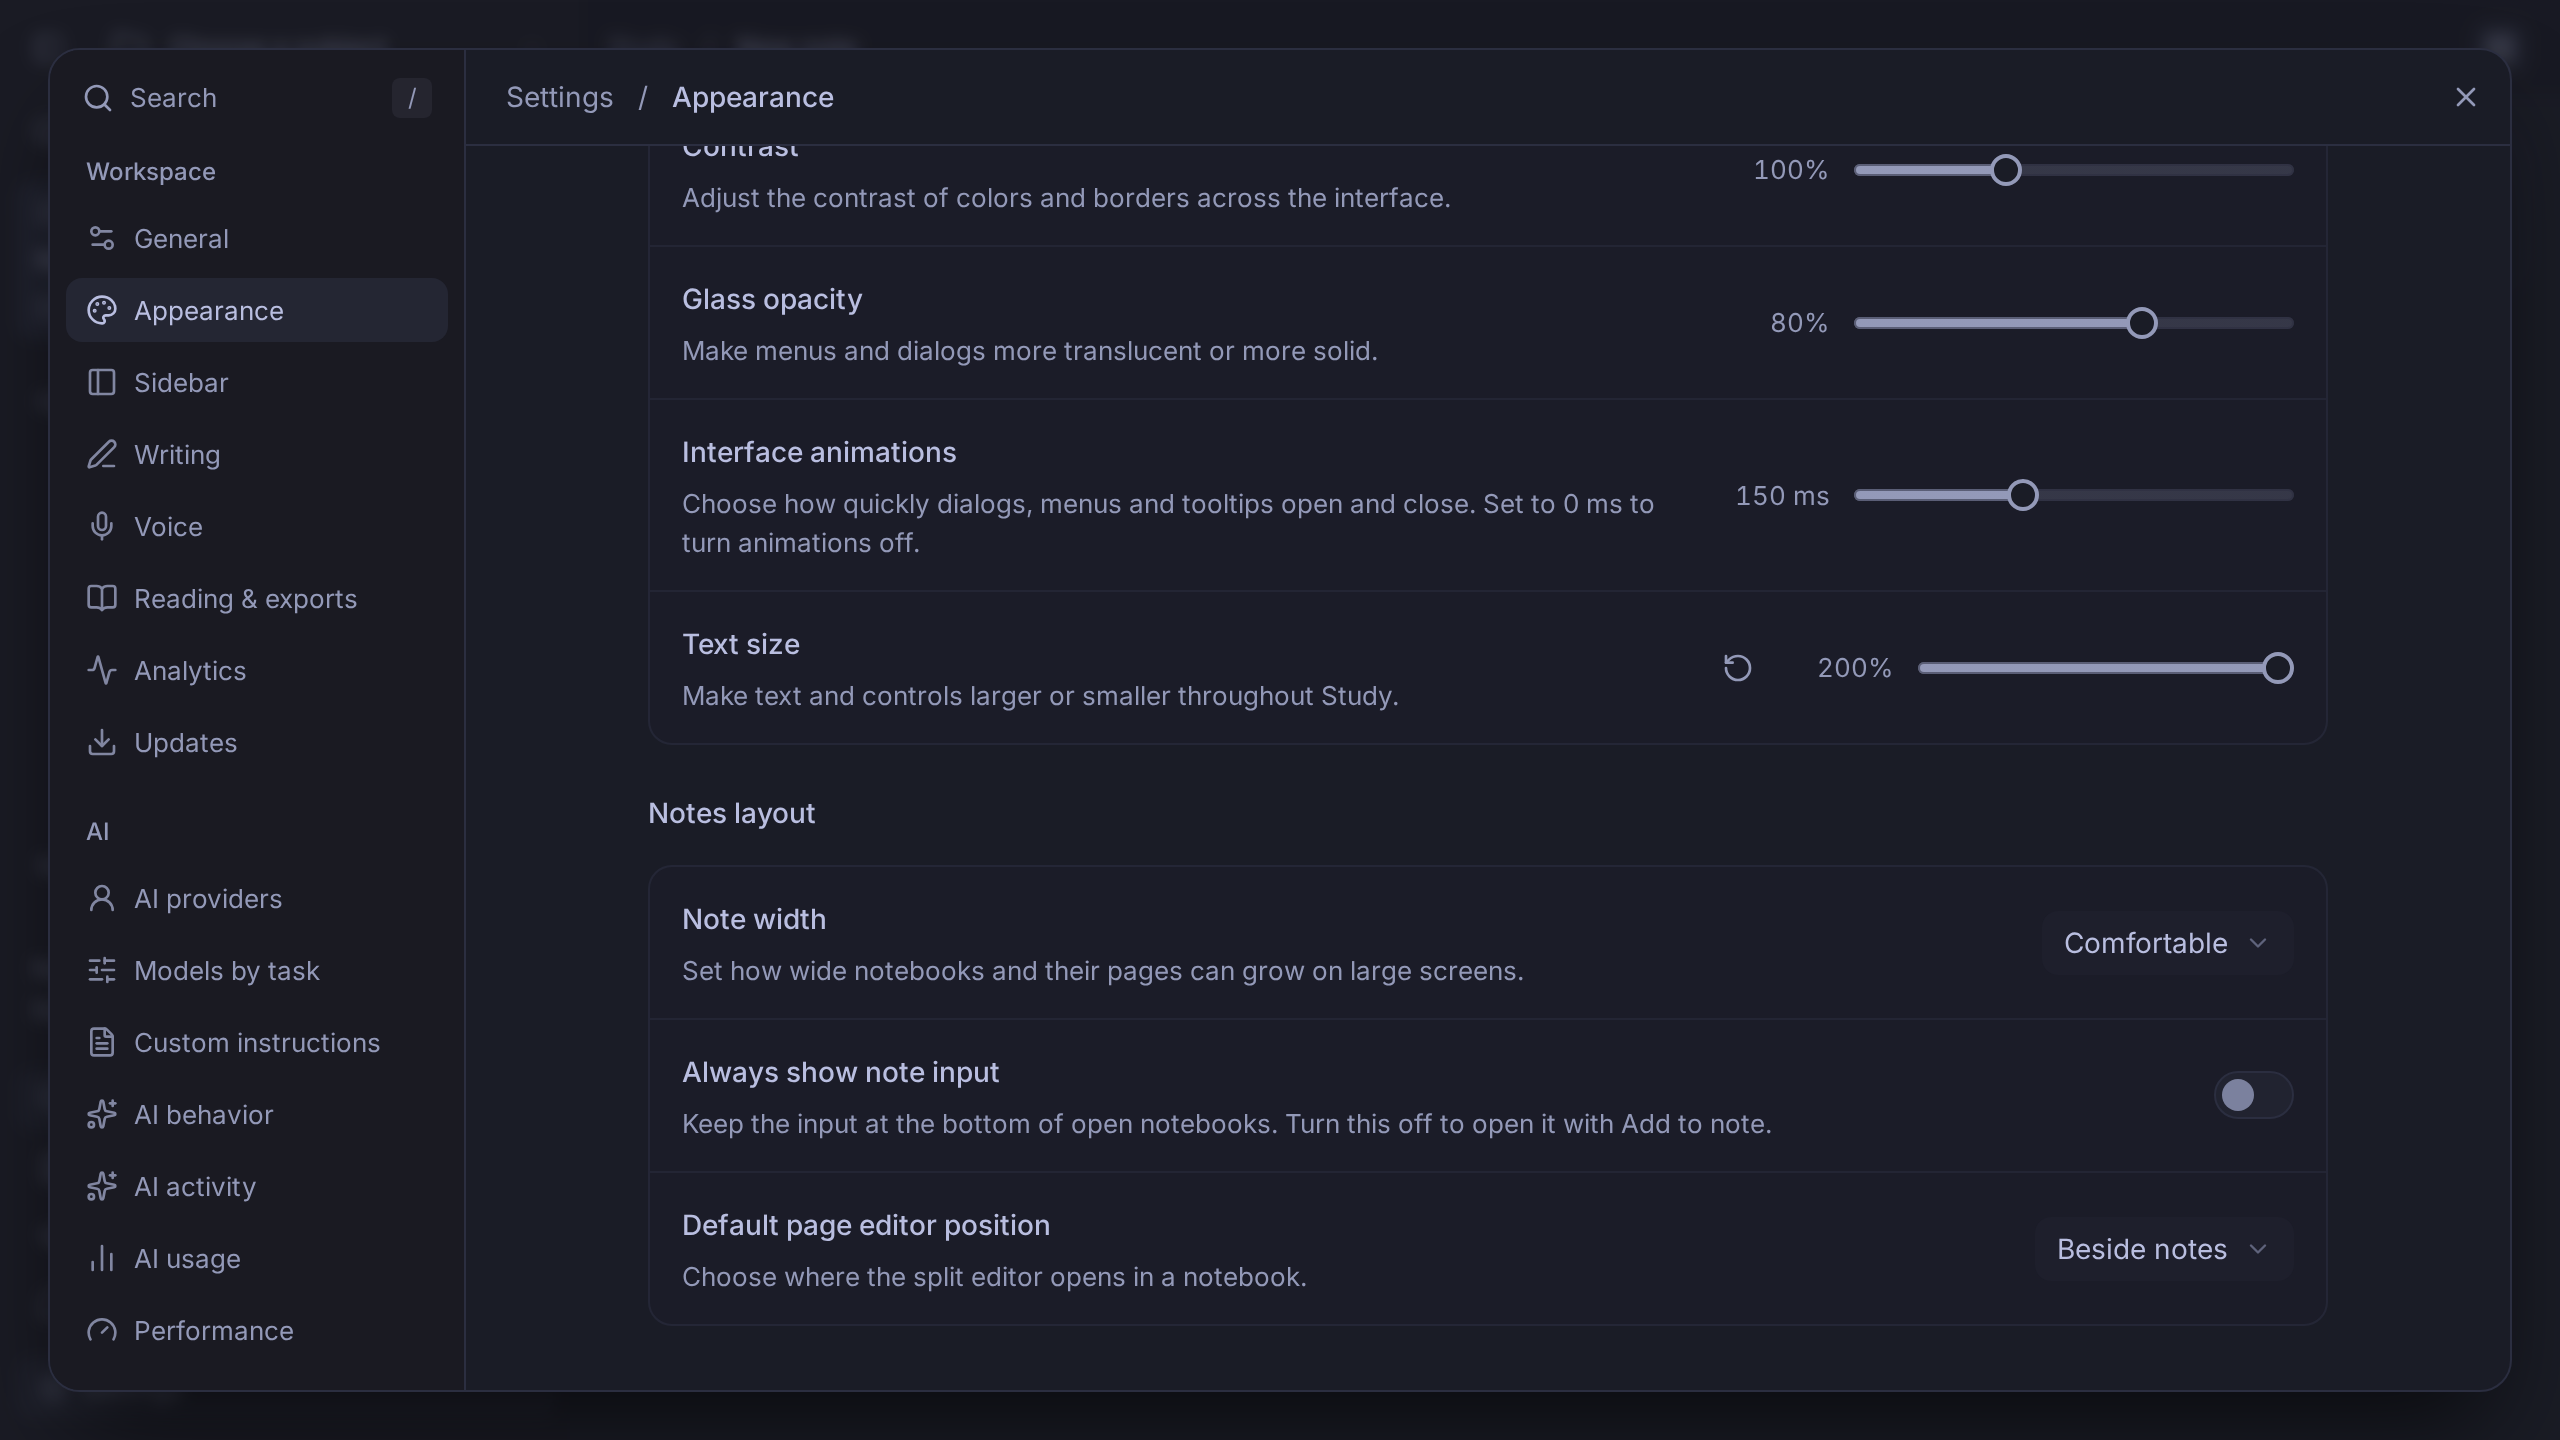 Search
/
Workspace
General
Appearance
Sidebar
Writing
Voice
Reading & exports
Analytics
Updates
AI
AI providers
Models by task
Custom instructions
AI behavior
AI activity
AI usage
Performance
Settings / Appearance
Contrast
Adjust the contrast of colors and borders across the interface.
100%
Glass opacity
Make menus and dialogs more translucent or more solid.
80%
Interface animations
Choose how quickly dialogs, menus and tooltips open and close. Set to 0 ms to
turn animations off.
150 ms
Text size
Make text and controls larger or smaller throughout Study.
200%
Notes layout
Note width
Set how wide notebooks and their pages can grow on large screens.
Comfortable
Always show note input
Keep the input at the bottom of open notebooks. Turn this off to open it with Add to note.
Default page editor position
Choose where the split editor opens in a notebook.
Beside notes